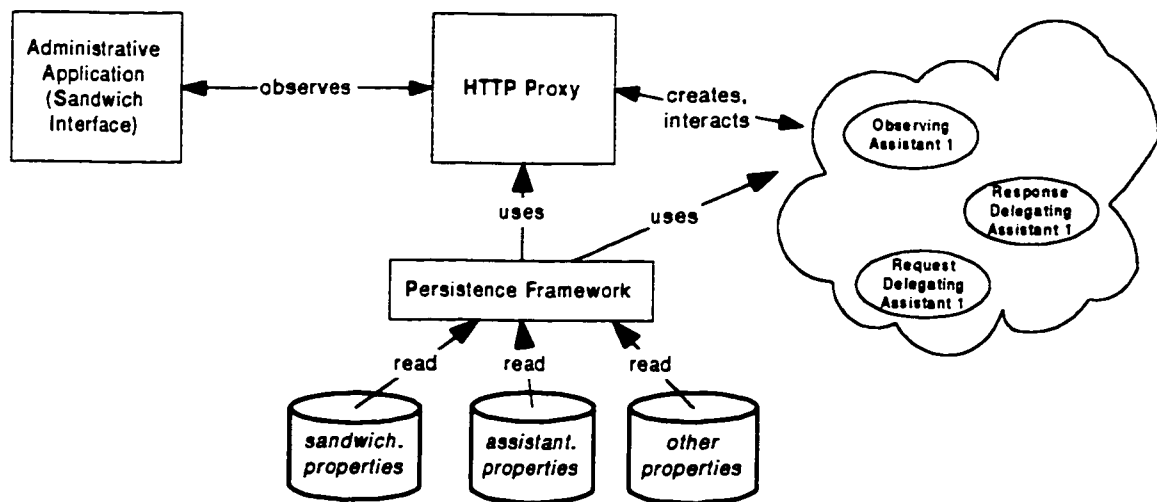 Administrative
Application
(Sandwich
Interface)
observes
HTTP Proxy
creates,
interacts
Observing
Assistant 1
Response
Delegating
Assistant 1
Request
Delegating
Assistant 1
uses
uses
Persistence Framework
read
read
read
sandwich.
properties
assistant.
properties
other
properties